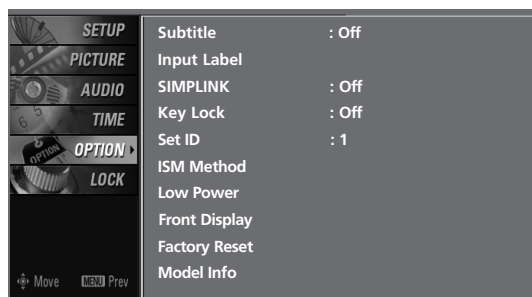 SETUP
PICTURE
AUDIO
TIME
OPTION
LOCK
Move MENU Prev
Subtitle : Off
Input Label
SIMPLINK : Off
Key Lock : Off
Set ID : 1
ISM Method
Low Power
Front Display
Factory Reset
Model Info